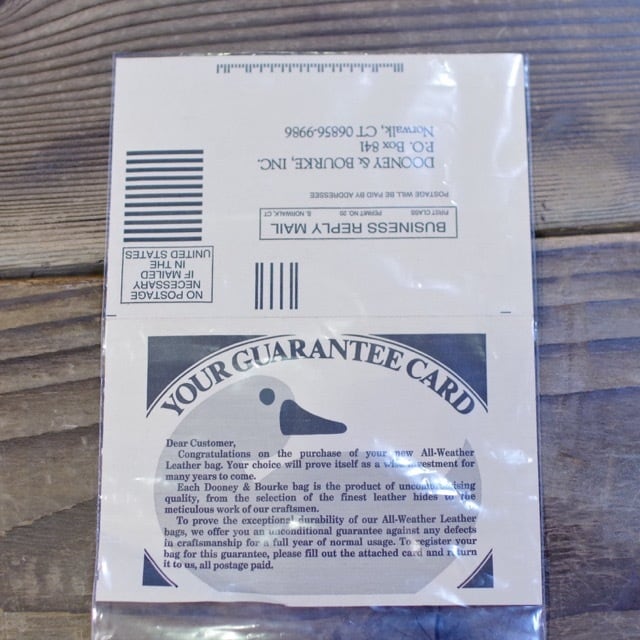 DOONEY & BOURKE, INC.
P.O. Box 841
Norwalk, CT 06856-9986
POSTAGE WILL BE PAID BY ADDRESSEE
BUSINESS REPLY MAIL
FIRST CLASS PERMIT NO. 20 S. NORWALK, CT
NO POSTAGE
NECESSARY
IF MAILED
IN THE
UNITED STATES
YOUR GUARANTEE CARD
Dear Customer,
Congratulations on the purchase of your new All-Weather
Leather bag. Your choice will prove itself as a wise investment for
many years to come.
Each Dooney & Bourke bag is the product of uncompromising
quality, from the selection of the finest leather hides to the
meticulous work of our craftsmen.
To prove the exceptional durability of our All-Weather Leather
bags, we offer you an unconditional guarantee against any defects
in craftsmanship for a full year of normal usage. To register your
bag for this guarantee, please fill out the attached card and return
it to us, all postage paid.